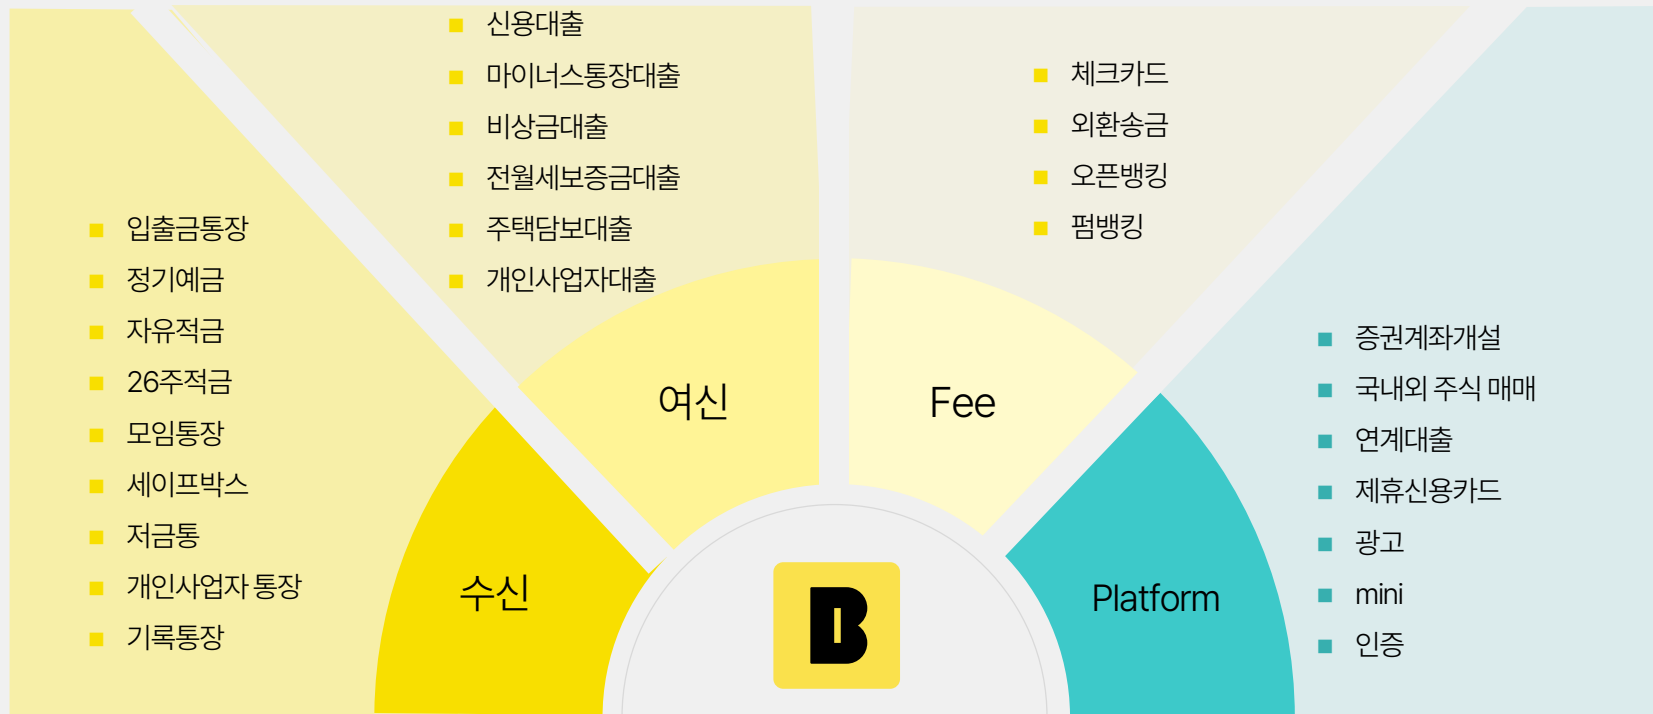 신용대출
마이너스통장대출
비상금대출
전월세보증금대출
주택담보대출
개인사업자대출
체크카드
외환송금
오픈뱅킹
펌뱅킹
입출금통장
정기예금
자유적금
26주적금
모임통장
세이프박스
저금통
개인사업자 통장
기록통장
증권계좌개설
국내외 주식 매매
연계대출
제휴신용카드
광고
mini
인증
수신
여신
Fee
Platform
B